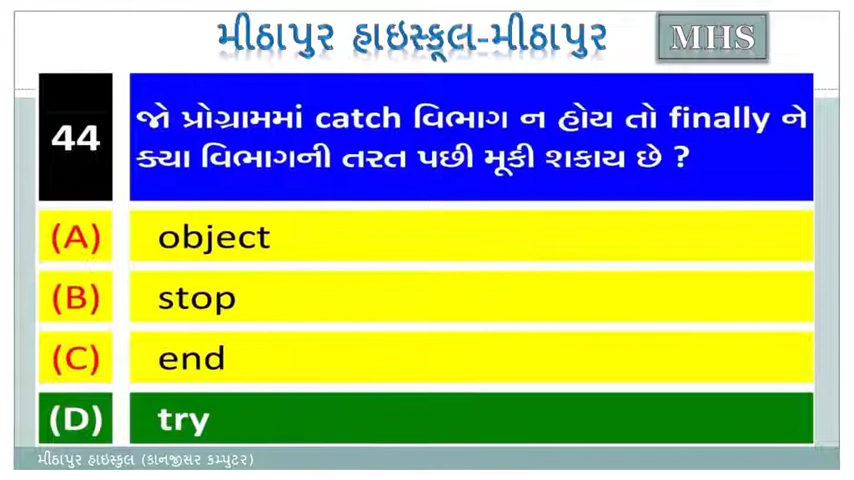 મીઠાપુર હાઇસ્કૂલ-મીઠાપુર
MHS
44
જો પ્રોગ્રામમાં catch વિભાગ ન હોય તો finally ને
ક્યા વિભાગની તરત પછી મૂકી શકાય છે ?
(A) object
(B) stop
(C) end
(D) try
મીઠાપુર હાઇસ્કુલ (કાનજીસર કમ્પુટર)